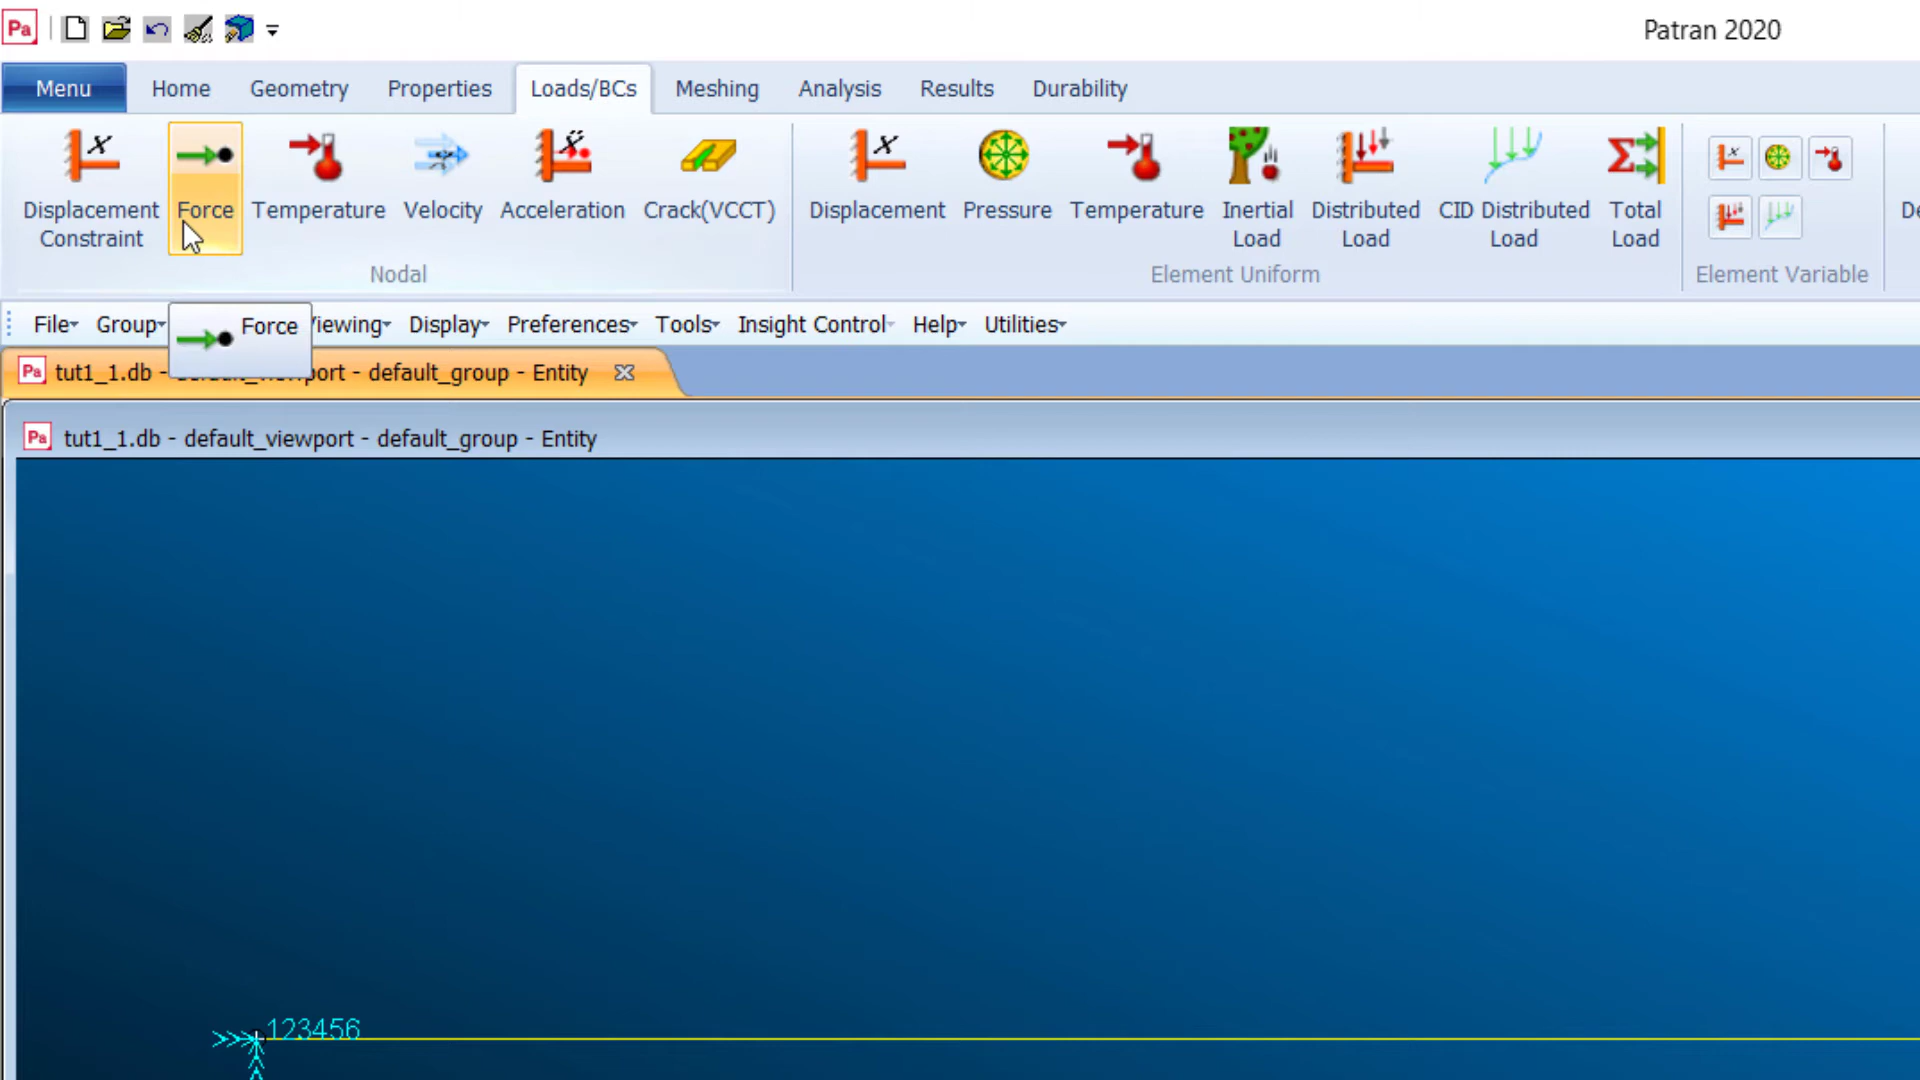 Pa
Patran 2020
Menu Home Geometry Properties Loads/BCs Meshing Analysis Results Durability
Displacement Constraint Force Temperature Velocity Acceleration Crack(VCCT)
Nodal
Displacement Pressure Temperature Inertial Load Distributed Load CID Distributed Load Total Load
Element Uniform
Element Variable
File Group Force iewing Display Preferences Tools Insight Control Help Utilities
Pa tut1_1.db - default_viewport - default_group - Entity
Pa tut1_1.db - default_viewport - default_group - Entity
123456